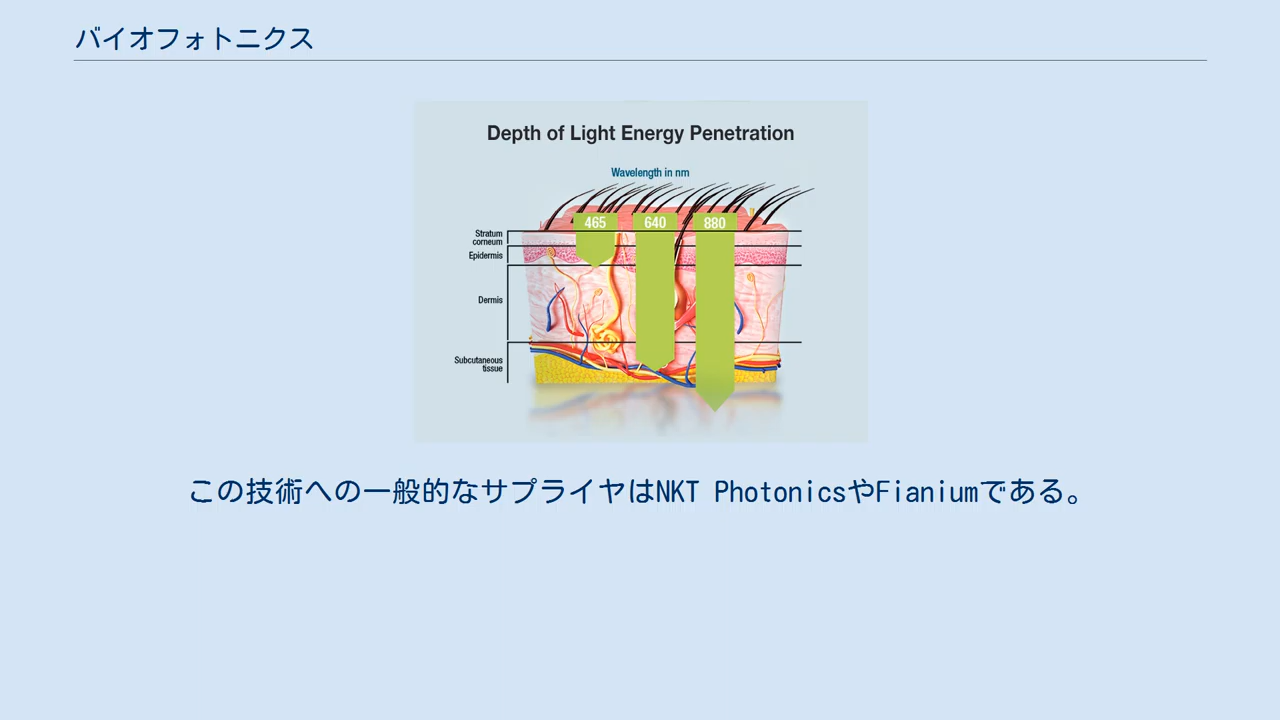 バイオフォトニクス
Depth of Light Energy Penetration
Wavelength in nm
465 640 880
Stratum
corneum
Epidermis
Dermis
Subcutaneous
tissue
この技術への一般的なサプライヤはNKT PhotonicsやFianiumである。